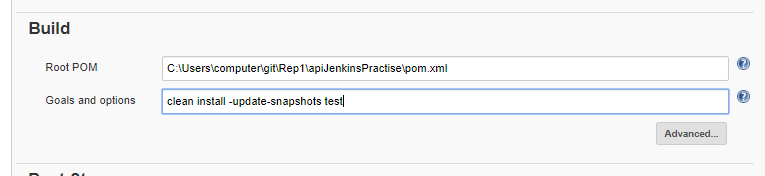 Build
Root POM
C:\Users\computer\git\Rep1\apiJenkinsPractise\pom.xml
Goals and options
clean install -update-snapshots test
Advanced...